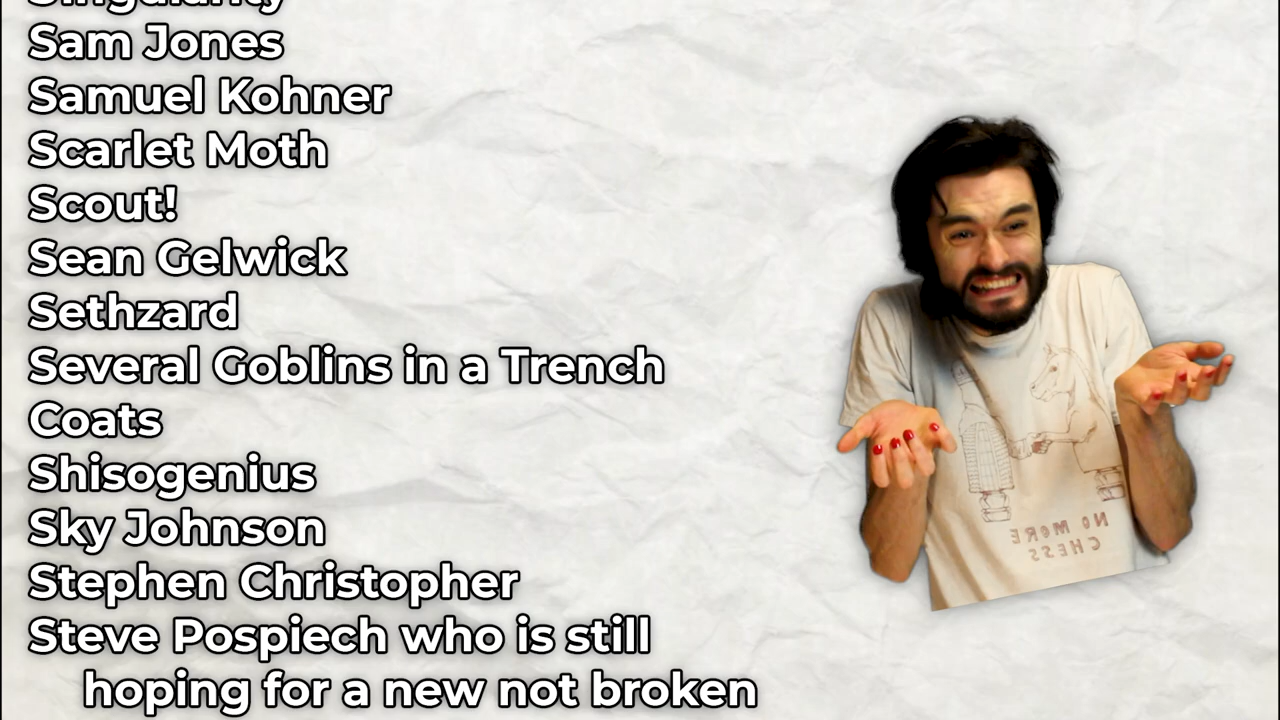 Singularity
Sam Jones
Samuel Kohner
Scarlet Moth
Scout!
Sean Gelwick
Sethzard
Several Goblins in a Trench
Coats
Shisogenius
Sky Johnson
Stephen Christopher
Steve Pospiech who is still
hoping for a new not broken
NO MORE
CHESS